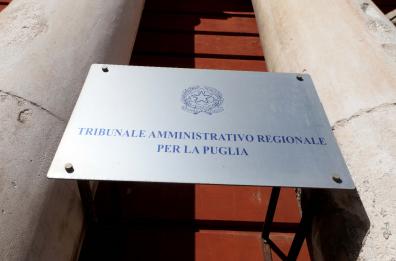 TRIBUNALE AMMINISTRATIVO REGIONALE
PER LA PUGLIA